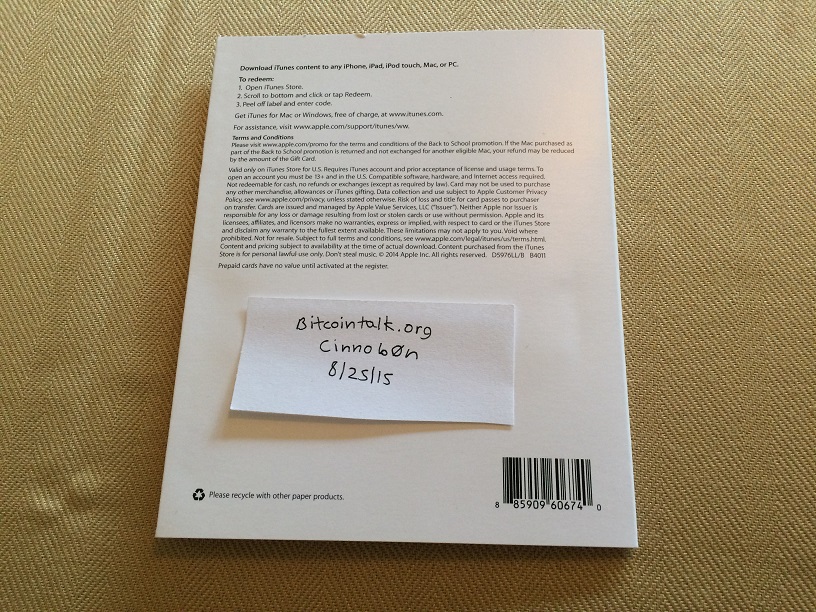 Download iTunes content to any iPhone, iPad, iPod touch, Mac, or PC.
To redeem:
1. Open iTunes Store.
2. Scroll to bottom and click or tap Redeem.
3. Peel off label and enter code.
Get iTunes for Mac or Windows, free of charge, at www.itunes.com.
For assistance, visit www.apple.com/support/itunes/ww.
Terms and Conditions
Please visit www.apple.com/promo for the terms and conditions of the Back to School promotion. If the Mac purchased as
part of the Back to School promotion is returned and not exchanged for another eligible Mac, your refund may be reduced
by the amount of the Gift Card.
Valid only on iTunes Store for U.S. Requires iTunes account and prior acceptance of license and usage terms. To
open an account you must be 13+ and in the U.S. Compatible software, hardware, and Internet access required.
Not redeemable for cash, no refunds or exchanges (except as required by law). Card may not be used to purchase
any other merchandise, allowances or iTunes gifting. Data collection and use subject to Apple Customer Privacy
Policy, see www.apple.com/privacy, unless stated otherwise. Risk of loss and title for card passes to purchaser
on transfer. Cards are issued and managed by Apple Value Services, LLC ("Issuer"). Neither Apple nor Issuer is
responsible for any loss or damage resulting from lost or stolen cards or use without permission. Apple and its
licensees, affiliates, and licensors make no warranties, express or implied, with respect to card or the iTunes Store
and disclaim any warranty to the fullest extent available. These limitations may not apply to you. Void where
prohibited. Not for resale. Subject to full terms and conditions, see www.apple.com/legal/itunes/us/terms.html.
Content and pricing subject to availability at the time of actual download. Content purchased from the iTunes
Store is for personal lawful use only. Don't steal music. © 2014 Apple Inc. All rights reserved. D5976LL/B B4011
Prepaid cards have no value until activated at the register.
Bitcointalk.org
Cinnob0n
8/25/15
Please recycle with other paper products.
8 85909 60674 0